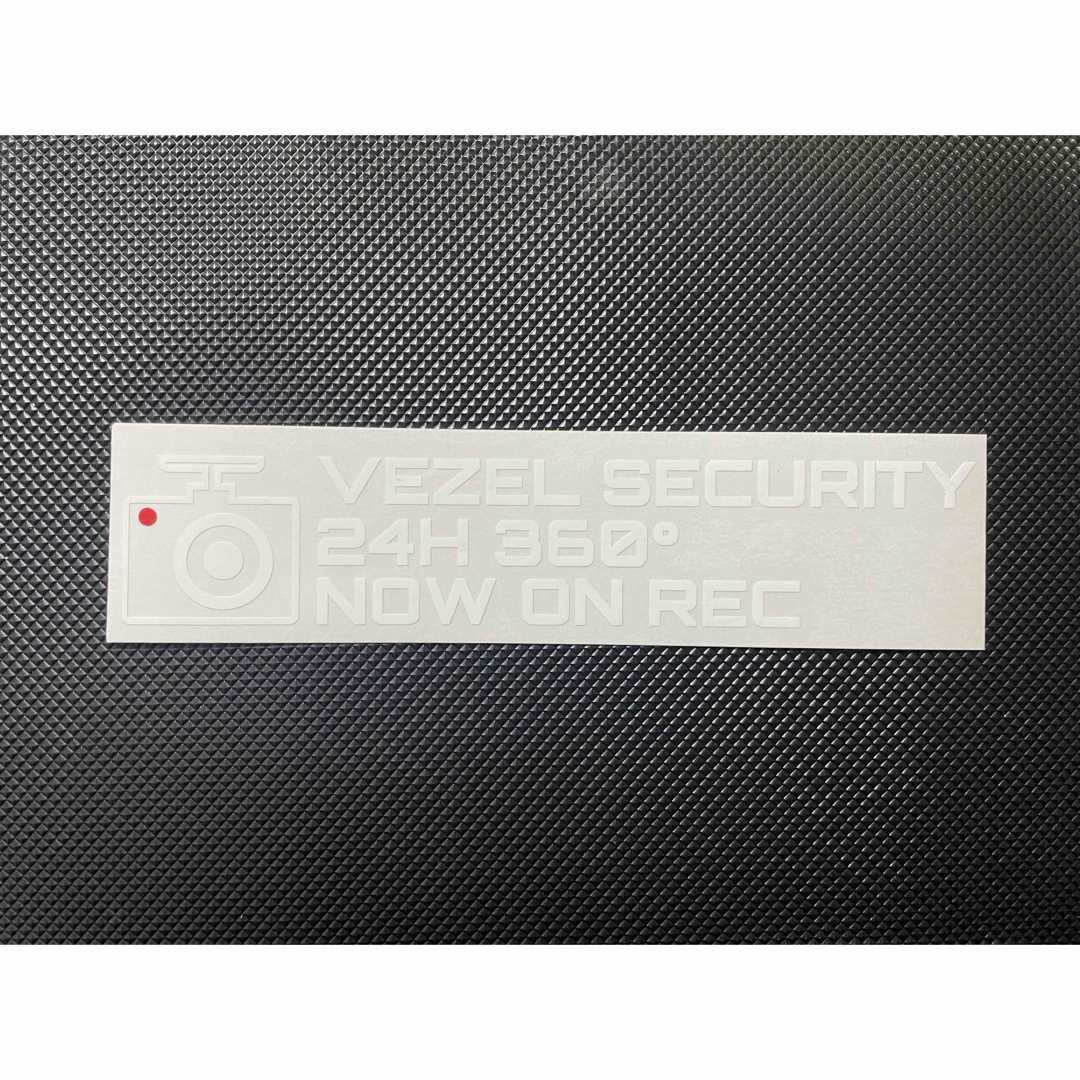 VEZEL SECURITY
24H 360°
NOW ON REC